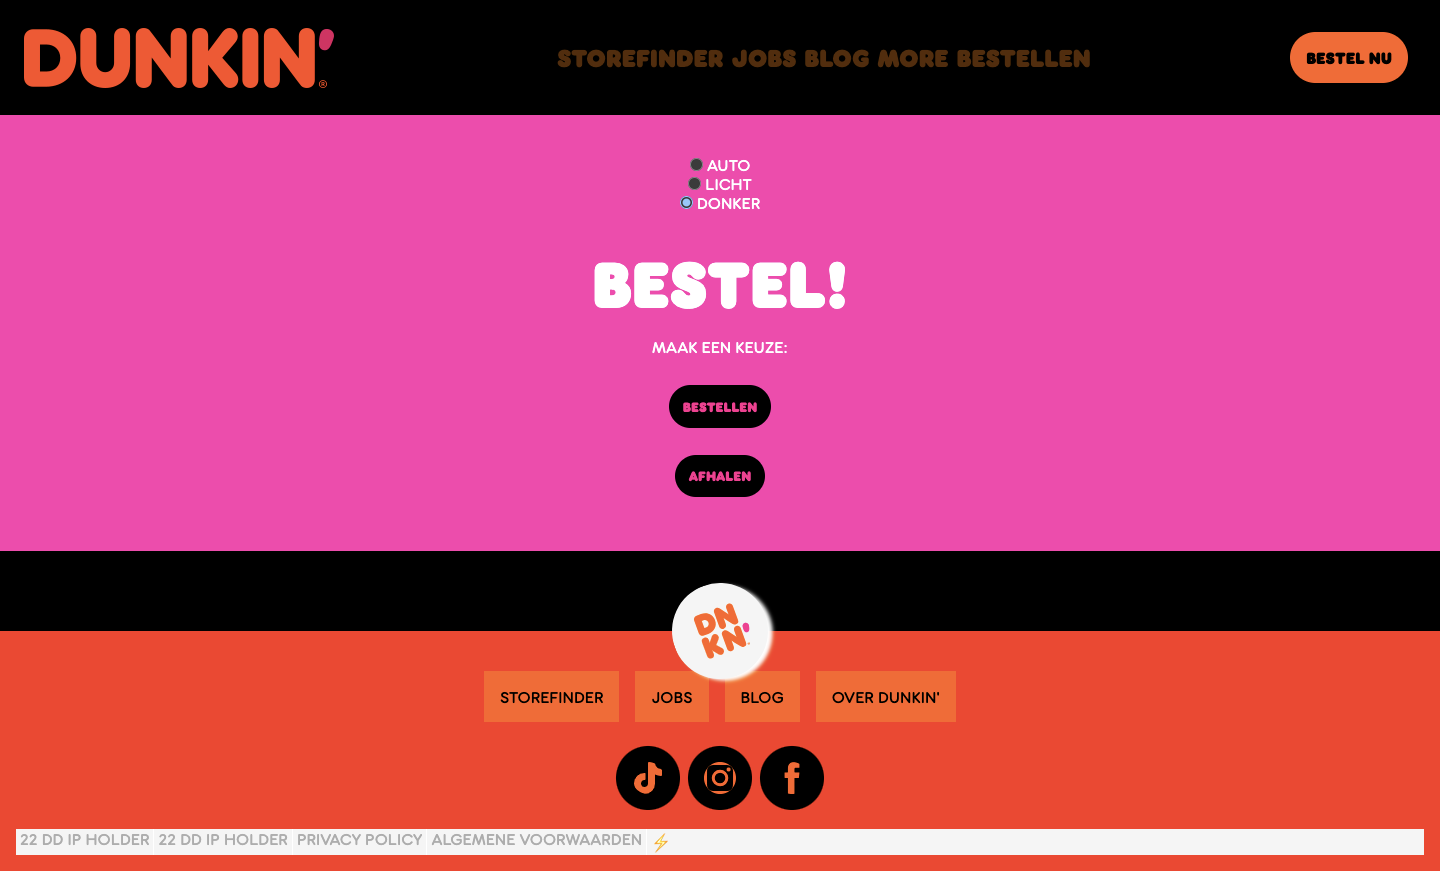 DUNKIN'®
STOREFINDER JOBS BLOG MORE BESTELLEN
BESTEL NU
AUTO
LICHT
DONKER
BESTEL!
MAAK EEN KEUZE:
BESTELLEN
AFHALEN
DN
KN'
STOREFINDER JOBS BLOG OVER DUNKIN'
22 DD IP HOLDER 22 DD IP HOLDER PRIVACY POLICY ALGEMENE VOORWAARDEN